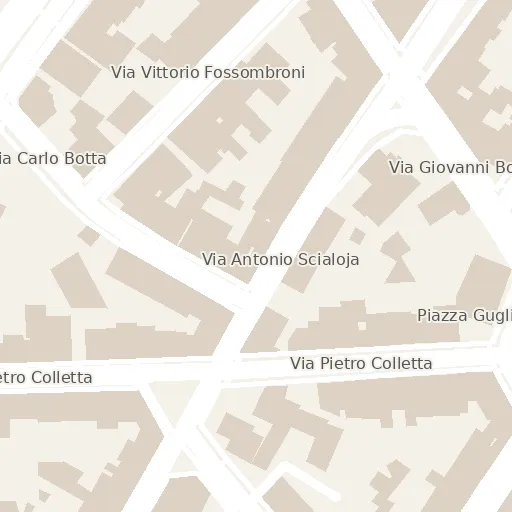 Via Vittorio Fossombroni
ia Carlo Botta
Via Giovanni Bo
Via Antonio Scialoja
Piazza Gugli
Via Pietro Colletta
etro Colletta